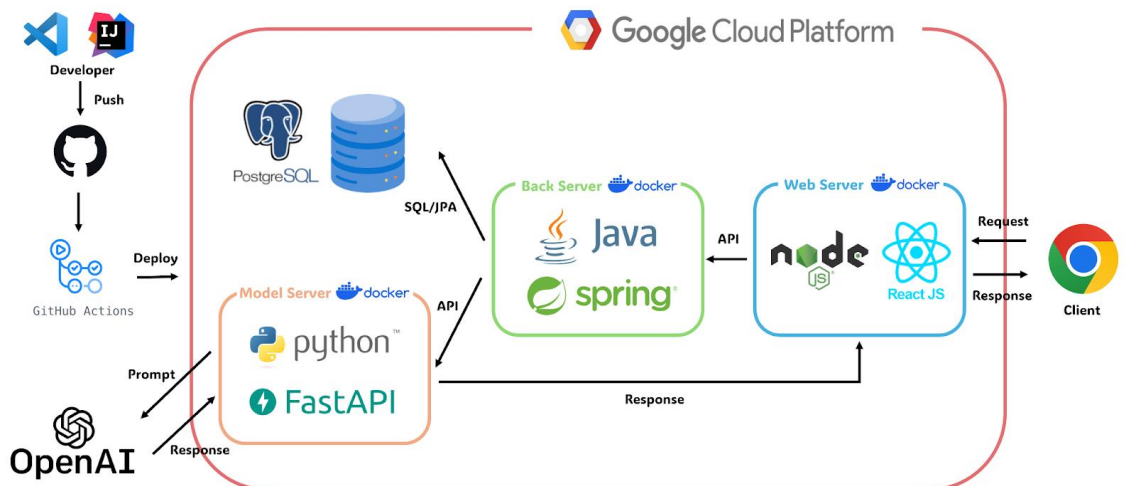 Google Cloud Platform
IJ
Developer
Push
PostgreSQL
SQL/JPA
Back Server docker
Java
spring
Web Server docker
node
JS
React JS
API
Request
Response
Client
Deploy
GitHub Actions
Model Server docker
python™
FastAPI
API
Prompt
Response
OpenAI
Response